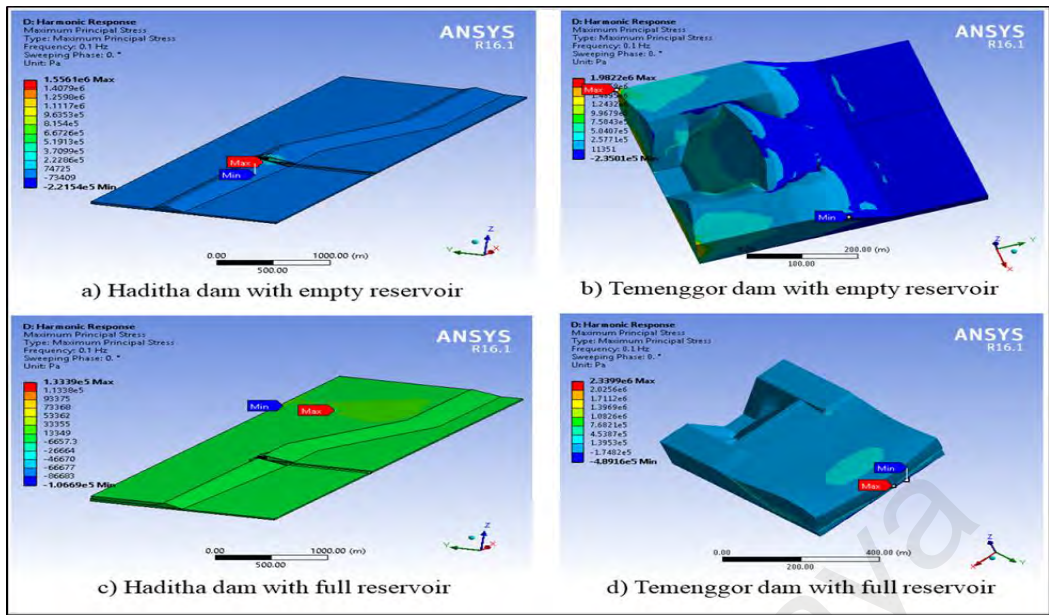 D: Harmonic Response
Maximum Principal Stress
Type: Maximum Principal Stress
Frequency: 0.1 Hz
Sweeping Phase: 0. °
Unit: Pa
ANSYS
R16.1
1.5561e6 Max
1.4079e6
1.2598e6
1.1117e6
9.6353e5
8.154e5
6.6726e5
5.1913e5
3.7099e5
2.2286e5
74725
-73409
-2.2154e5 Min
Max
Min
0.00
1000.00 (m)
500.00
Z
Y
X
a) Haditha dam with empty reservoir
D: Harmonic Response
Maximum Principal Stress
Type: Maximum Principal Stress
Frequency: 0.1 Hz
Sweeping Phase: 0. °
Unit: Pa
ANSYS
R16.1
1.9822e6 Max
Max
1.2432
9.9679e
7.5043e5
5.0407e5
2.5771e5
11351
-2.3501e5 Min
Min
200.00 (m)
100.00
Z
Y
X
b) Temenggor dam with empty reservoir
D: Harmonic Response
Maximum Principal Stress
Type: Maximum Principal Stress
Frequency: 0.1 Hz
Sweeping Phase: 0. °
Unit: Pa
ANSYS
R16.1
1.3339e5 Max
1.1338e5
93375
73368
53362
33355
13349
-6657.3
-26664
-46670
-66677
-86683
-1.0669e5 Min
Min
Max
0.00
1000.00 (m)
500.00
Z
Y
X
c) Haditha dam with full reservoir
D: Harmonic Response
Maximum Principal Stress
Type: Maximum Principal Stress
Frequency: 0.1 Hz
Sweeping Phase: 0. °
Unit: Pa
ANSYS
R16.1
2.3399e6 Max
2.0256e6
1.7112e6
1.3969e6
1.0826e6
7.6821e5
4.5387e5
1.3953e5
-1.7482e5
-4.8916e5 Min
Min
Max
0.00
400.00 (m)
200.00
Z
X
Y
d) Temenggor dam with full reservoir